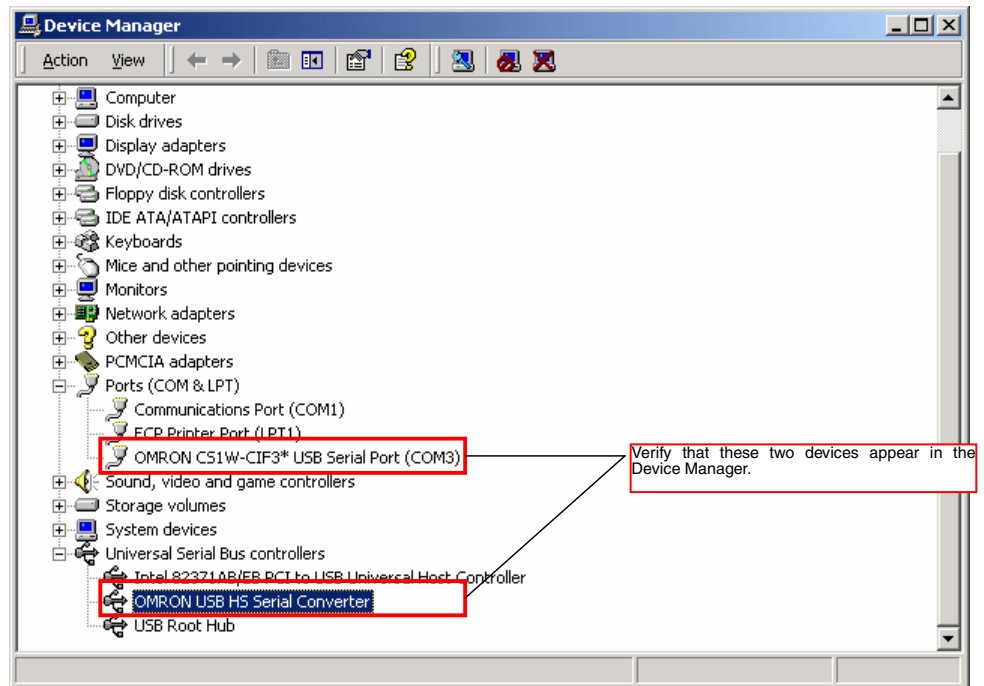 Device Manager
Action View
Computer
Disk drives
Display adapters
DVD/CD-ROM drives
Floppy disk controllers
IDE ATA/ATAPI controllers
Keyboards
Mice and other pointing devices
Monitors
Network adapters
Other devices
PCMCIA adapters
Ports (COM & LPT)
Communications Port (COM1)
ECP Printer Port (LPT1)
OMRON CS1W-CIF3* USB Serial Port (COM3)
Verify that these two devices appear in the
Device Manager.
Sound, video and game controllers
Storage volumes
System devices
Universal Serial Bus controllers
Intel 82371AB/EB PCI to USB Universal Host Controller
OMRON USB HS Serial Converter
USB Root Hub